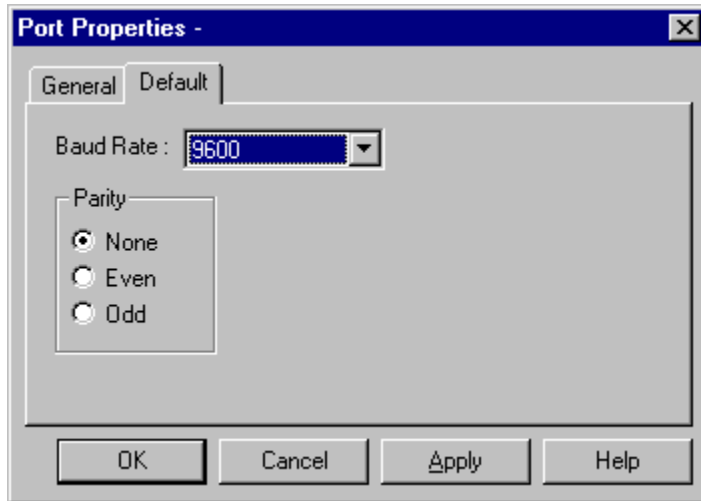 Port Properties -
General Default
Baud Rate : 9600
Parity
None
Even
Odd
OK Cancel Apply Help